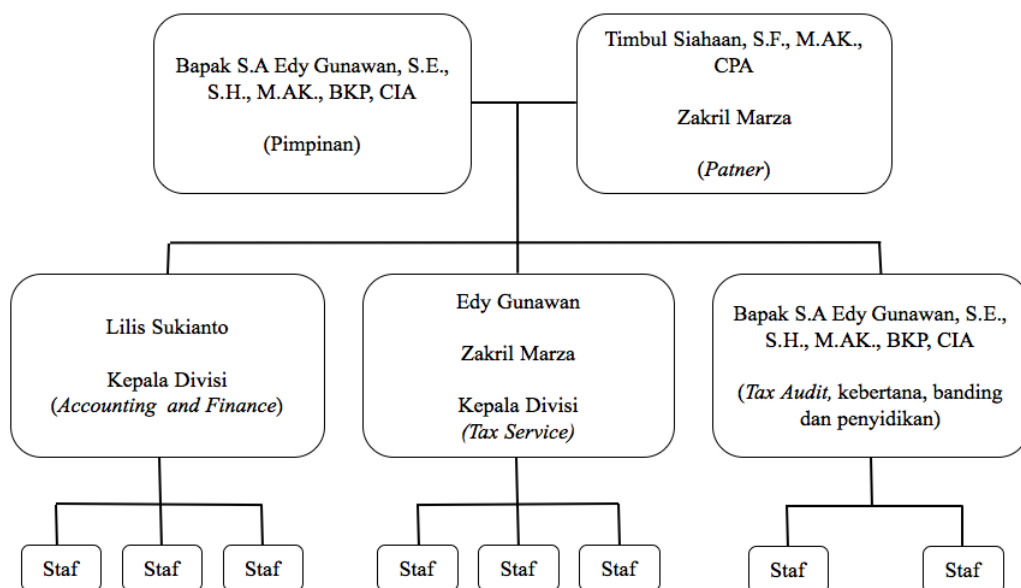 Bapak S.A Edy Gunawan, S.E.,
S.H., M.AK., BKP, CIA
(Pimpinan)
Timbul Siahaan, S.F., M.AK.,
CPA
Zakril Marza
(Patner)
Lilis Sukianto
Kepala Divisi
(Accounting and Finance)
Edy Gunawan
Zakril Marza
Kepala Divisi
(Tax Service)
Bapak S.A Edy Gunawan, S.E.,
S.H., M.AK., BKP, CIA
(Tax Audit, kebertana, banding
dan penyidikan)
Staf
Staf
Staf
Staf
Staf
Staf
Staf
Staf